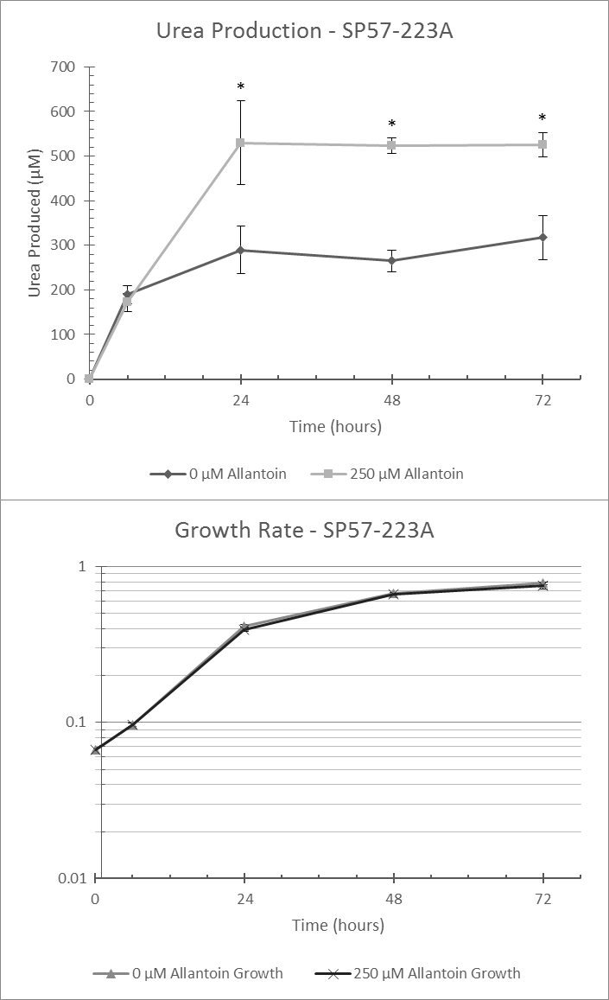 Urea Production - SP57-223A
700
600
500
400
300
200
100
0
Urea Produced (µM)
*
*
*
0
24
48
72
Time (hours)
0 µM Allantoin
250 µM Allantoin
Growth Rate - SP57-223A
1
0.1
0.01
0
24
48
72
Time (hours)
0 µM Allantoin Growth
250 µM Allantoin Growth